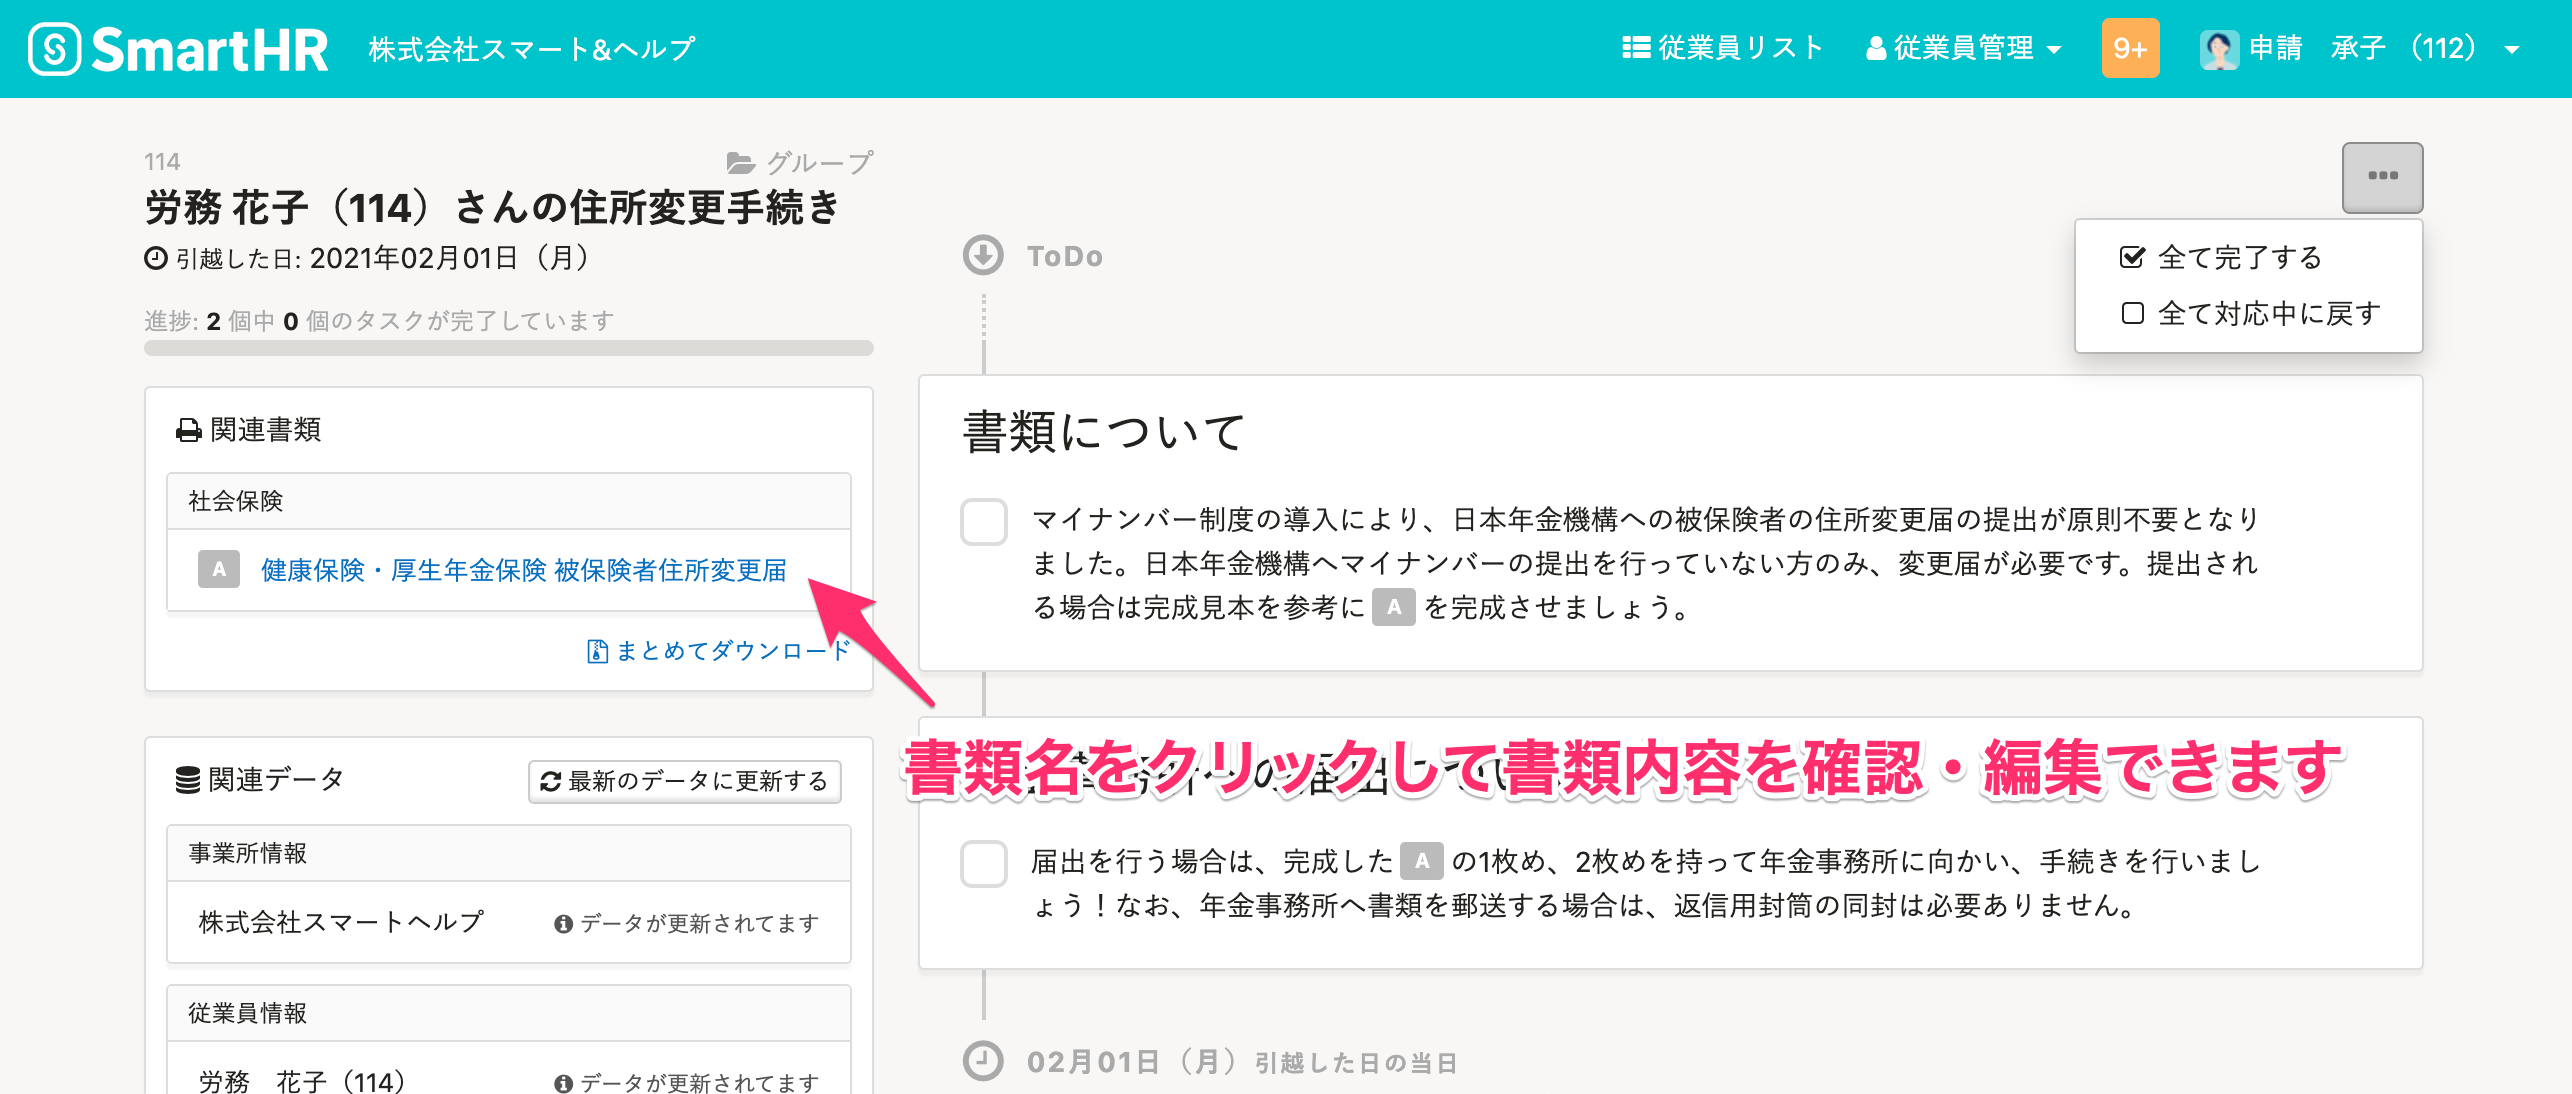 SmartHR 株式会社スマート&ヘルプ 従業員リスト 従業員管理 9+ 申請 承子 （112）
114 グループ
労務 花子（114）さんの住所変更手続き
引越した日: 2021年02月01日（月）
進捗: 2 個中 0 個のタスクが完了しています
関連書類
社会保険
A 健康保険・厚生年金保険 被保険者住所変更届
まとめてダウンロード
関連データ
最新のデータに更新する
事業所情報
株式会社スマートヘルプ データが更新されてます
従業員情報
労務 花子（114） データが更新されてます
全て完了する
全て対応中に戻す
ToDo
書類について
マイナンバー制度の導入により、日本年金機構への被保険者の住所変更届の提出が原則不要となり
ました。日本年金機構へマイナンバーの提出を行っていない方のみ、変更届が必要です。提出され
る場合は完成見本を参考に A を完成させましょう。
書類名をクリックして書類内容を確認・編集できます
届出を行う場合は、完成した A の1枚め、2枚めを持って年金事務所に向かい、手続きを行いまし
ょう！なお、年金事務所へ書類を郵送する場合は、返信用封筒の同封は必要ありません。
02月01日（月）引越した日の当日